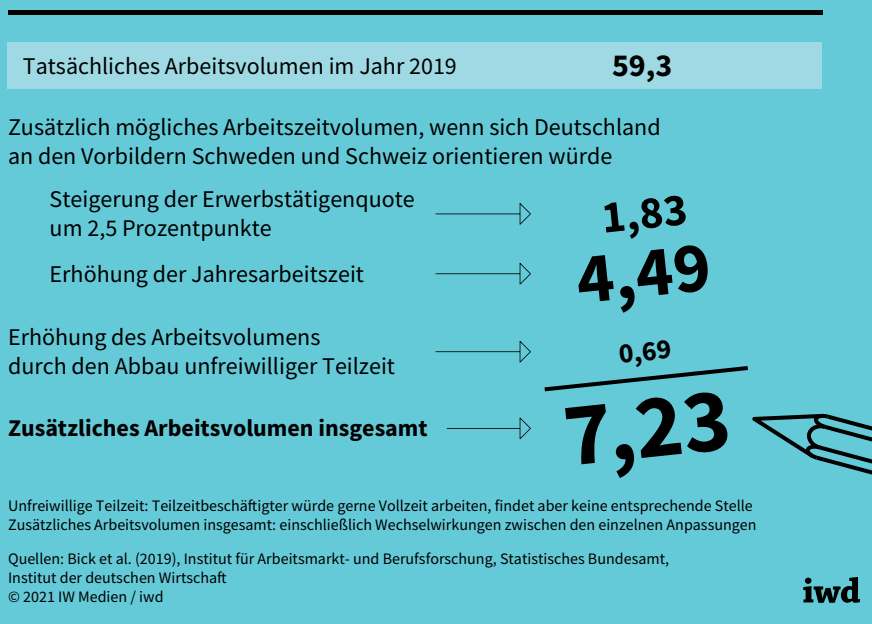 Tatsächliches Arbeitsvolumen im Jahr 2019 59,3
Zusätzlich mögliches Arbeitszeitvolumen, wenn sich Deutschland
an den Vorbildern Schweden und Schweiz orientieren würde
Steigerung der Erwerbstätigenquote
um 2,5 Prozentpunkte
1,83
Erhöhung der Jahresarbeitszeit 4,49
Erhöhung des Arbeitsvolumens
durch den Abbau unfreiwilliger Teilzeit
0,69
Zusätzliches Arbeitsvolumen insgesamt 7,23
Unfreiwillige Teilzeit: Teilzeitbeschäftigter würde gerne Vollzeit arbeiten, findet aber keine entsprechende Stelle
Zusätzliches Arbeitsvolumen insgesamt: einschließlich Wechselwirkungen zwischen den einzelnen Anpassungen
Quellen: Bick et al. (2019), Institut für Arbeitsmarkt- und Berufsforschung, Statistisches Bundesamt,
Institut der deutschen Wirtschaft
© 2021 IW Medien / iwd
iwd